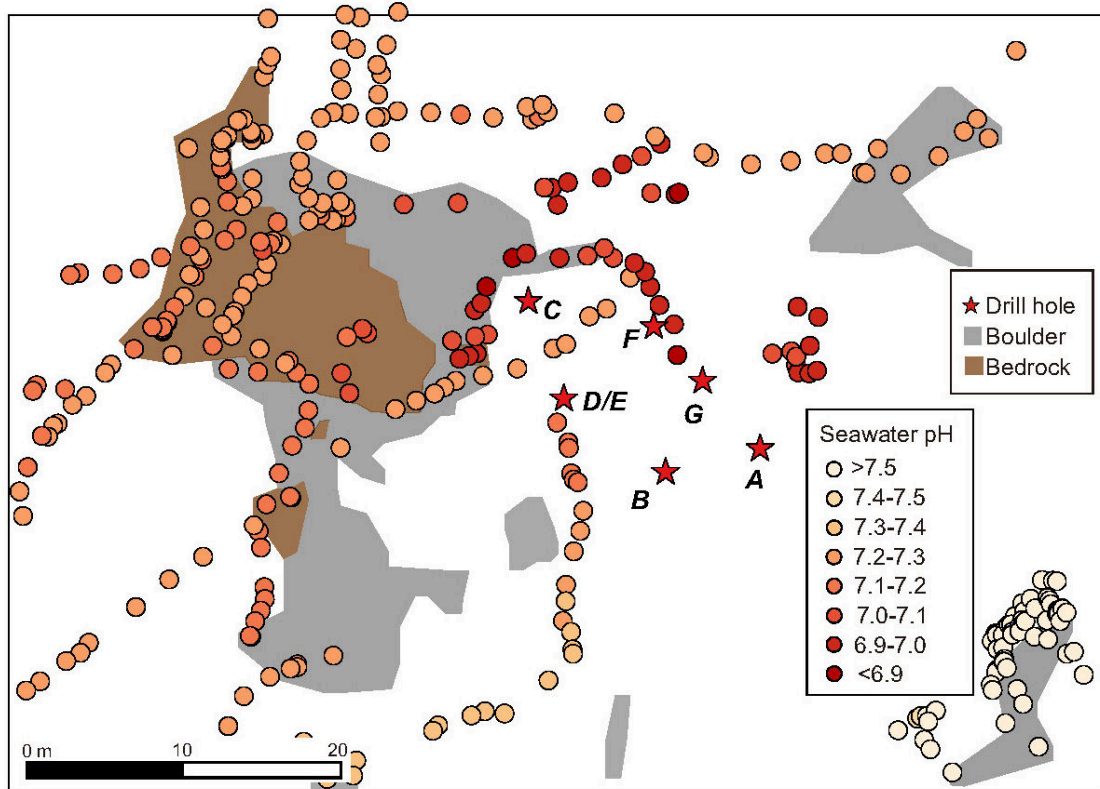 Drill hole
Boulder
Bedrock
C
F
D/E
G
B
A
Seawater pH
>7.5
7.4-7.5
7.3-7.4
7.2-7.3
7.1-7.2
7.0-7.1
6.9-7.0
<6.9
0 m 10 20